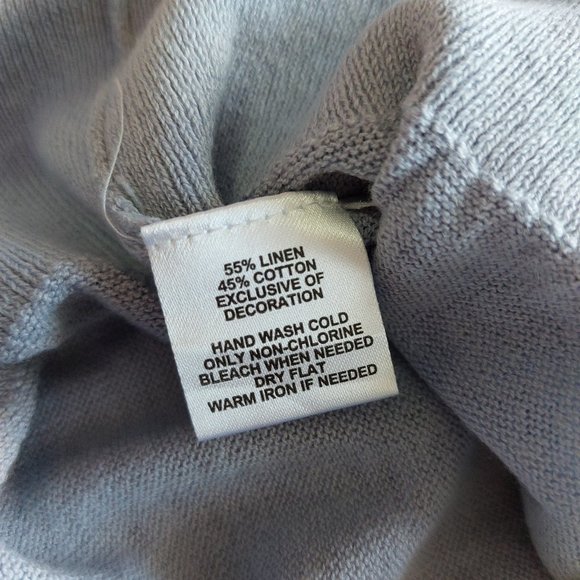 55% LINEN
45% COTTON
EXCLUSIVE OF
DECORATION
HAND WASH COLD
ONLY NON-CHLORINE
BLEACH WHEN NEEDED
DRY FLAT
WARM IRON IF NEEDED